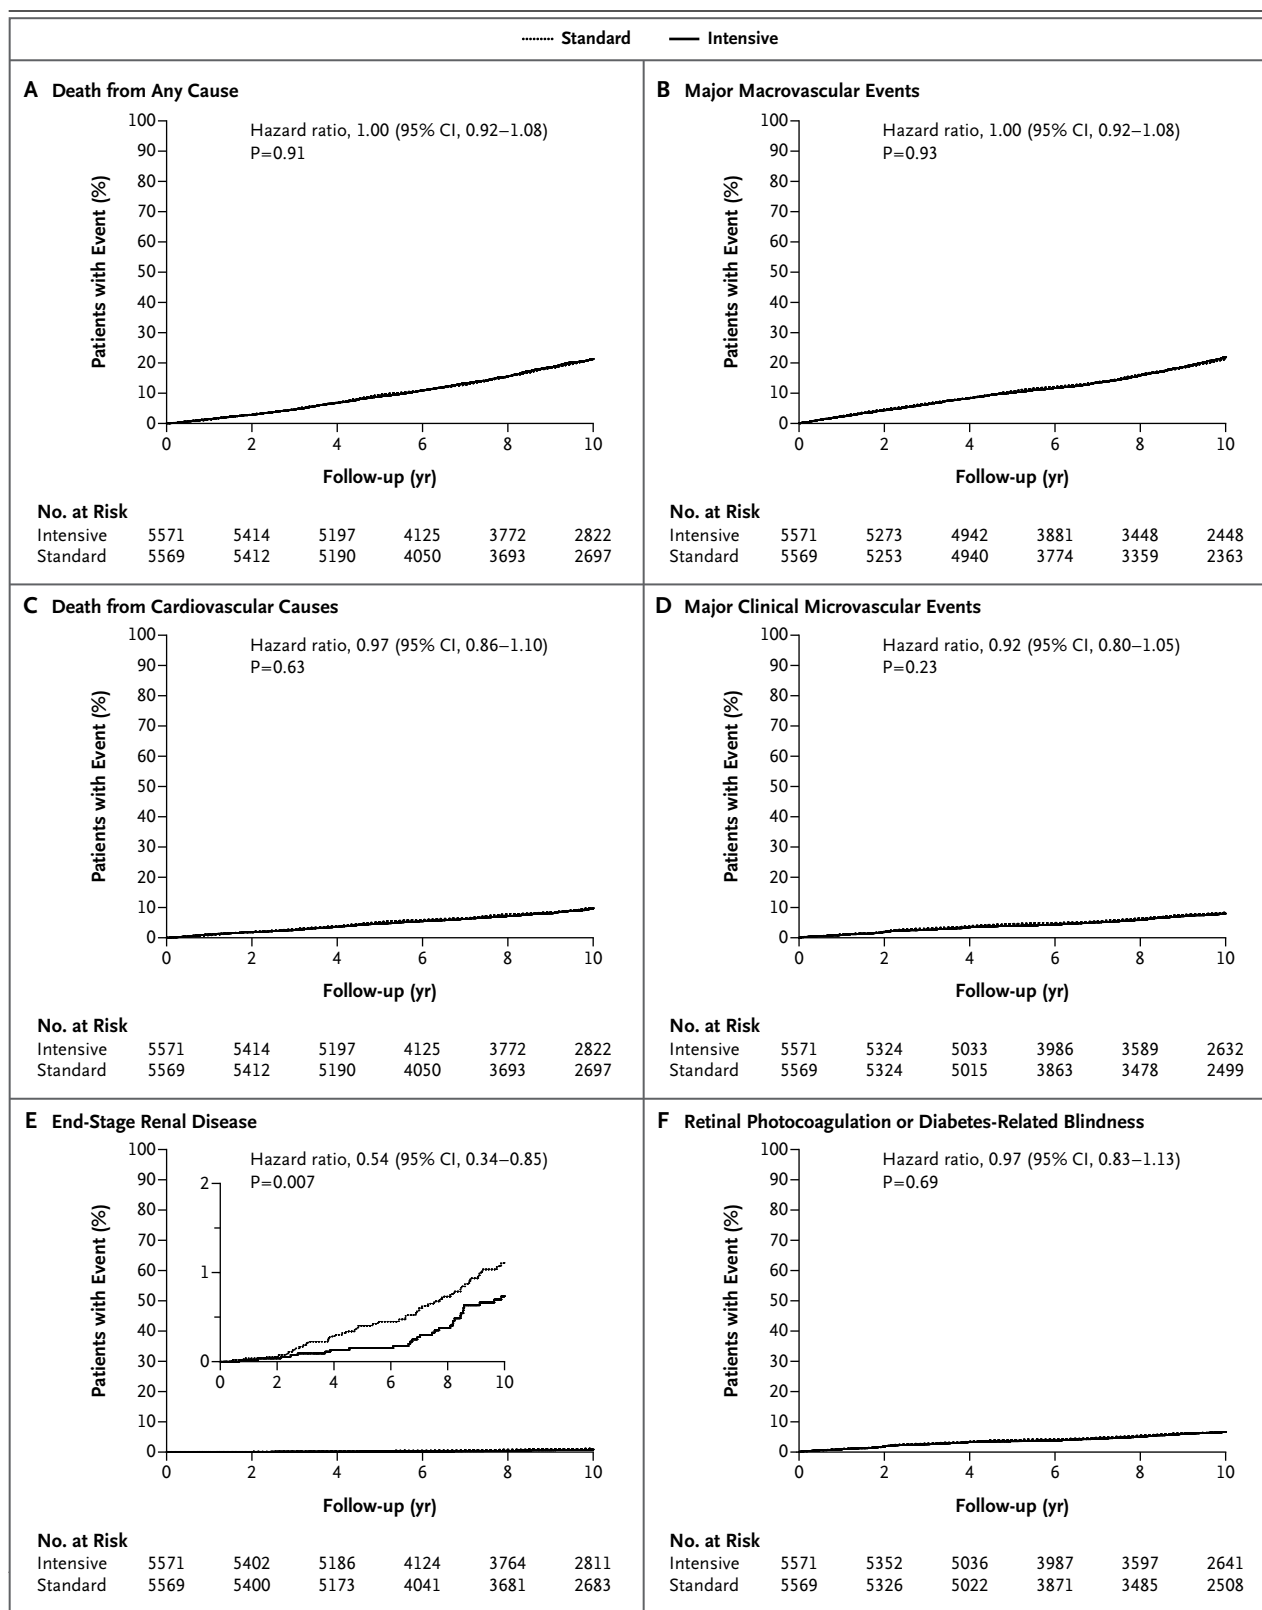 Standard Intensive
A Death from Any Cause
Hazard ratio, 1.00 (95% CI, 0.92–1.08)
P=0.91
Patients with Event (%)
100
90
80
70
60
50
40
30
20
10
0
0 2 4 6 8 10
Follow-up (yr)
No. at Risk
Intensive 5571 5414 5197 4125 3772 2822
Standard 5569 5412 5190 4050 3693 2697
B Major Macrovascular Events
Hazard ratio, 1.00 (95% CI, 0.92–1.08)
P=0.93
Patients with Event (%)
100
90
80
70
60
50
40
30
20
10
0
0 2 4 6 8 10
Follow-up (yr)
No. at Risk
Intensive 5571 5273 4942 3881 3448 2448
Standard 5569 5253 4940 3774 3359 2363
C Death from Cardiovascular Causes
Hazard ratio, 0.97 (95% CI, 0.86–1.10)
P=0.63
Patients with Event (%)
100
90
80
70
60
50
40
30
20
10
0
0 2 4 6 8 10
Follow-up (yr)
No. at Risk
Intensive 5571 5414 5197 4125 3772 2822
Standard 5569 5412 5190 4050 3693 2697
D Major Clinical Microvascular Events
Hazard ratio, 0.92 (95% CI, 0.80–1.05)
P=0.23
Patients with Event (%)
100
90
80
70
60
50
40
30
20
10
0
0 2 4 6 8 10
Follow-up (yr)
No. at Risk
Intensive 5571 5324 5033 3986 3589 2632
Standard 5569 5324 5015 3863 3478 2499
E End-Stage Renal Disease
Hazard ratio, 0.54 (95% CI, 0.34–0.85)
P=0.007
Patients with Event (%)
100
90
80
70
60
50
40
30
20
10
0
2
1
0
0 2 4 6 8 10
0 2 4 6 8 10
Follow-up (yr)
No. at Risk
Intensive 5571 5402 5186 4124 3764 2811
Standard 5569 5400 5173 4041 3681 2683
F Retinal Photocoagulation or Diabetes-Related Blindness
Hazard ratio, 0.97 (95% CI, 0.83–1.13)
P=0.69
Patients with Event (%)
100
90
80
70
60
50
40
30
20
10
0
0 2 4 6 8 10
Follow-up (yr)
No. at Risk
Intensive 5571 5352 5036 3987 3597 2641
Standard 5569 5326 5022 3871 3485 2508